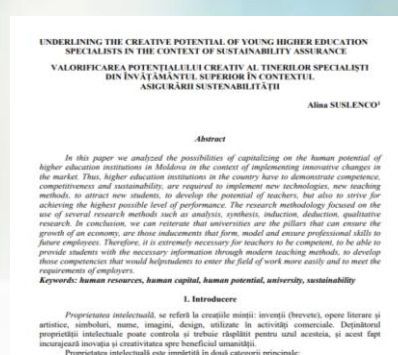 UNDERLINING THE CREATIVE POTENTIAL OF YOUNG HIGHER EDUCATION
SPECIALISTS IN THE CONTEXT OF SUSTAINABILITY ASSURANCE
VALORIFICAREA POTENȚIALULUI CREATIV AL TINERILOR SPECIALIȘTI
DIN ÎNVĂȚĂMÂNTUL SUPERIOR ÎN CONTEXTUL
ASIGURĂRII SUSTENABILITĂȚII
Alina SUSLENCO¹
Abstract
In this paper we analyzed the possibilities of capitalizing on the human potential of
higher education institutions in Moldova in the context of implementing innovative changes in
the market. Thus, higher education institutions in the country have to demonstrate competence,
competitiveness and sustainability, are required to implement new technologies, new teaching
methods, to attract new students, to develop the potential of teachers, but also to strive for
achieving the highest possible level of performance. The research methodology focused on the
use of several research methods such as analysis, synthesis, induction, deduction, qualitative
research. In conclusion, we can reiterate that universities are the pillars that can ensure the
growth of an economy, are those inducements that form, model and ensure professional skills to
future employees. Therefore, it is extremely necessary for teachers to be competent, to be able to
provide students with the necessary information through modern teaching methods, to develop
those competencies that would helpstudents to enter the field of work more easily and to meet the
requirements of employers.
Keywords: human resources, human capital, human potential, university, sustainability
1. Introducere
Proprietatea intelectuală, se referă la creațiile minții: invenții (brevete), opere literare și
artistice, simboluri, nume, imagini, design, utilizate în activități comerciale. Deținătorul
proprietății intelectuale poate controla și trebuie răsplătit pentru uzul acesteia, și acest fapt
încurajează inovația și creativitatea spre beneficiul umanității.
Proprietatea intelectuală este împărțită în două categorii principale: